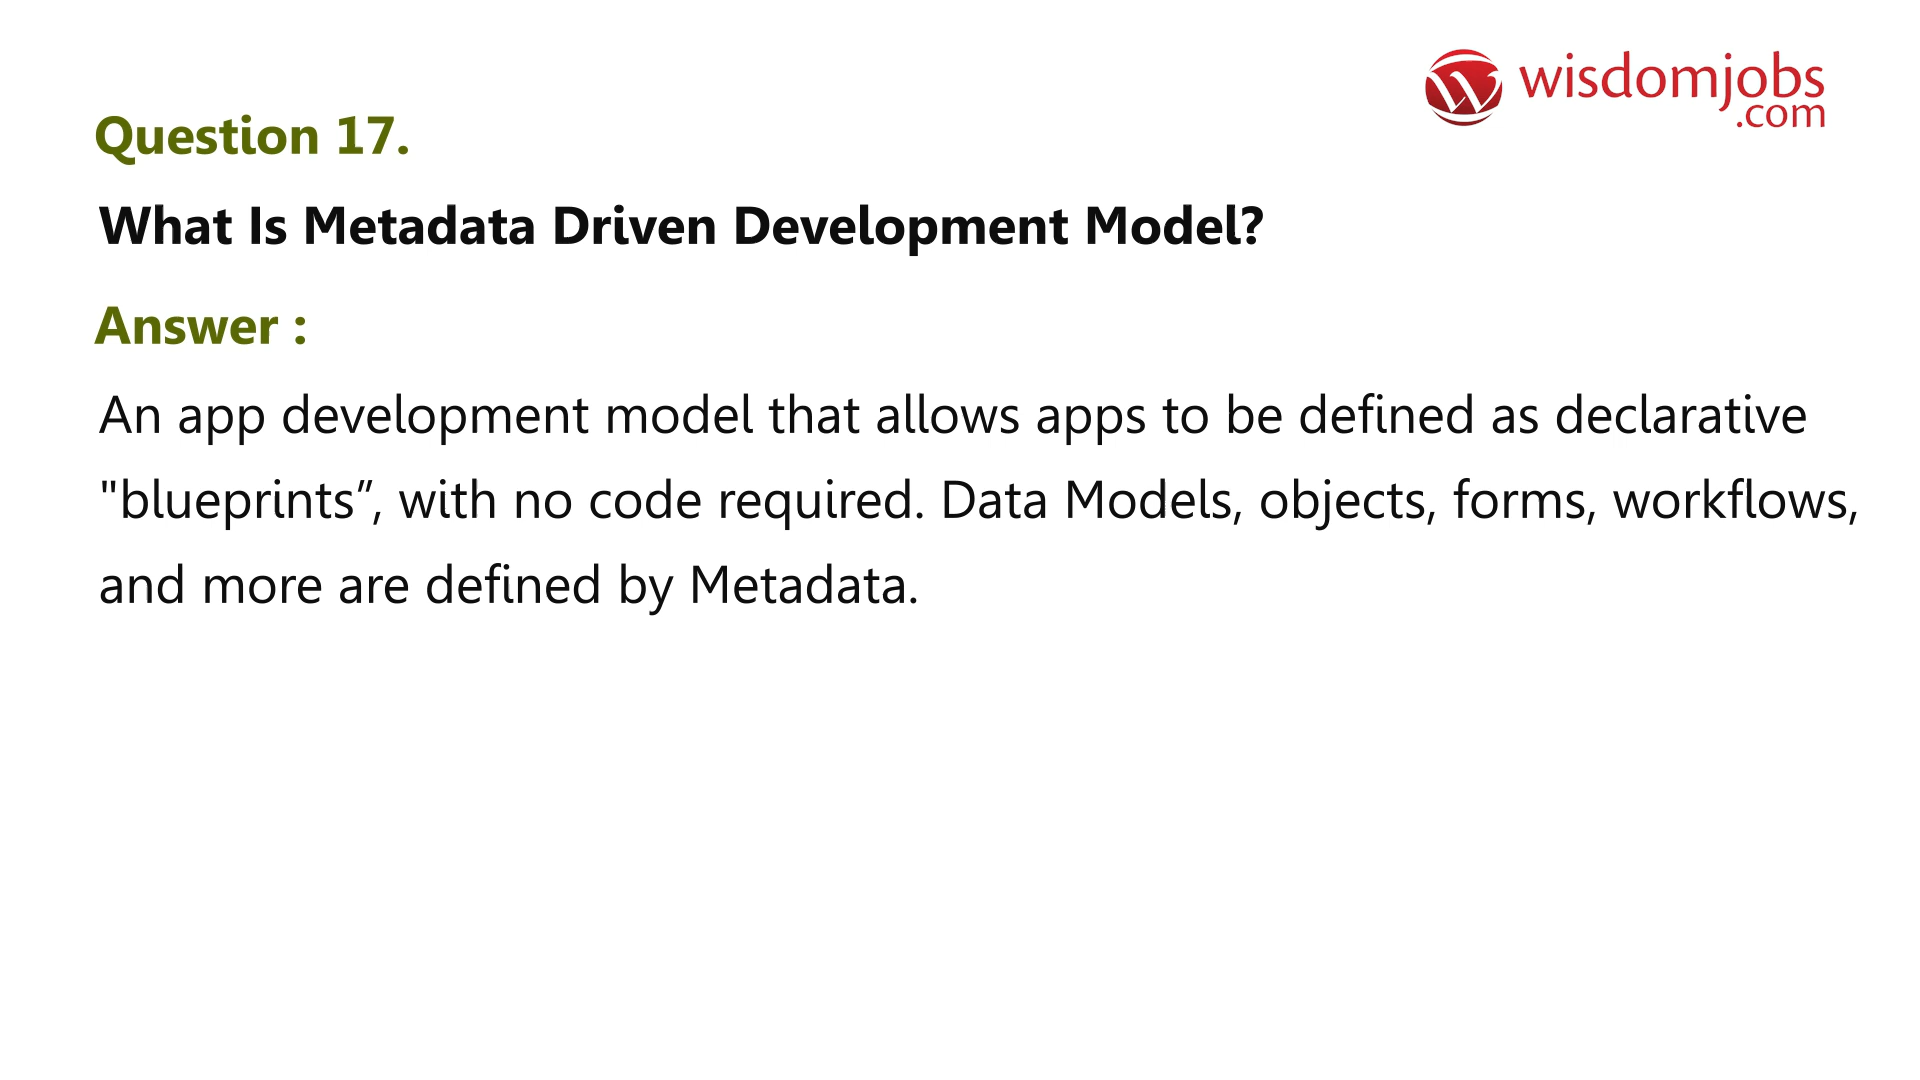 wisdomjobs
.com
Question 17.
What Is Metadata Driven Development Model?
Answer :
An app development model that allows apps to be defined as declarative
"blueprints”, with no code required. Data Models, objects, forms, workflows,
and more are defined by Metadata.